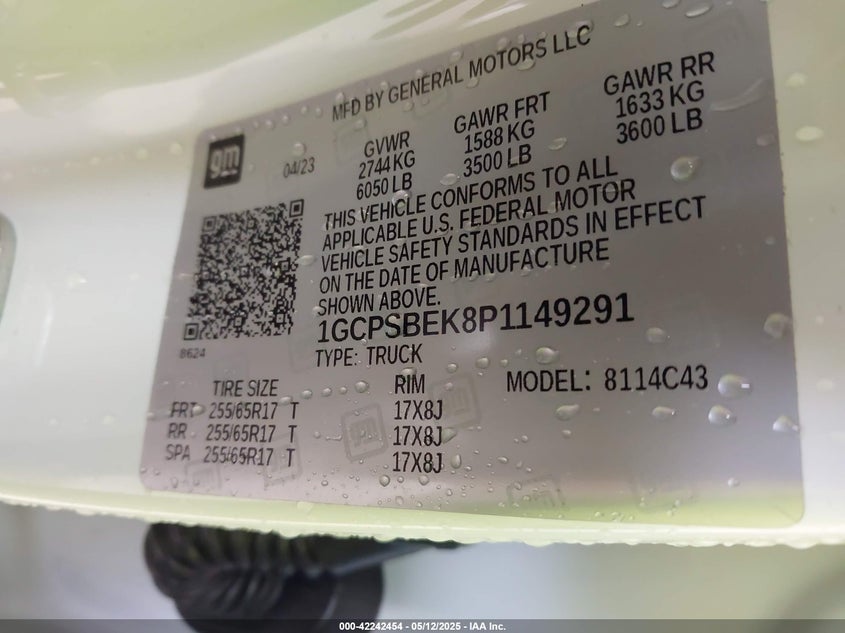 MFD BY GENERAL MOTORS LLC
gm
04/23
GVWR GAWR FRT GAWR RR
2744 KG 1588 KG 1633 KG
6050 LB 3500 LB 3600 LB
THIS VEHICLE CONFORMS TO ALL
APPLICABLE U.S. FEDERAL MOTOR
VEHICLE SAFETY STANDARDS IN EFFECT
ON THE DATE OF MANUFACTURE
SHOWN ABOVE.
8624
1GCPSBEK8P1149291
TYPE: TRUCK
MODEL: 8114C43
TIRE SIZE RIM
FRT 255/65R17 T 17X8J
RR 255/65R17 T 17X8J
SPA 255/65R17 T 17X8J
000-42242454 - 05/12/2025 - IAA Inc.